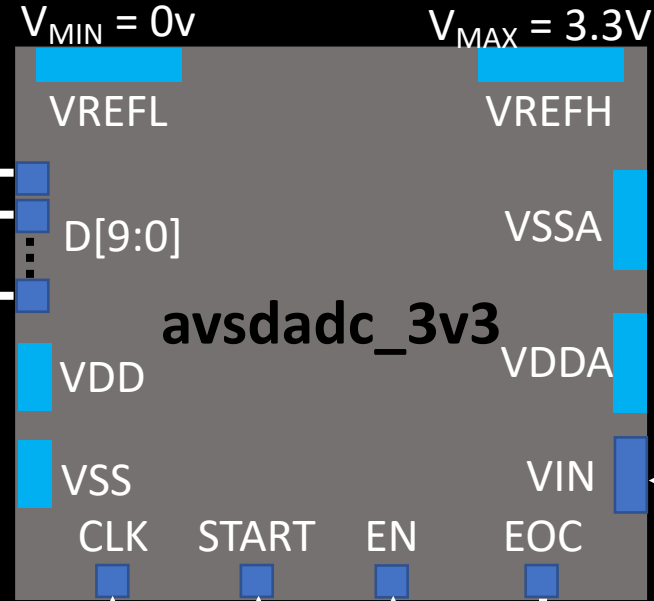 VMIN = 0v
VMAX = 3.3V
VREFL
VREFH
D[9:0]
VSSA
avsdadc_3v3
VDD
VDDA
VSS
VIN
CLK START EN EOC